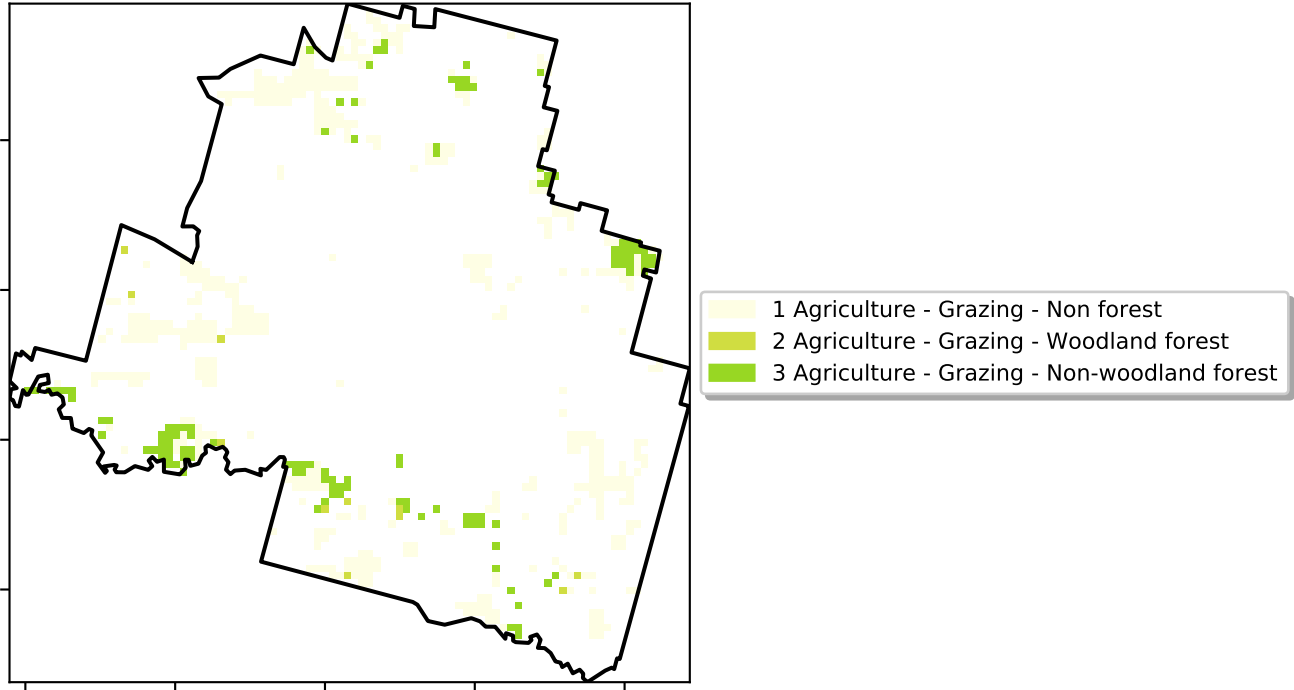 1 Agriculture - Grazing - Non forest
2 Agriculture - Grazing - Woodland forest
3 Agriculture - Grazing - Non-woodland forest